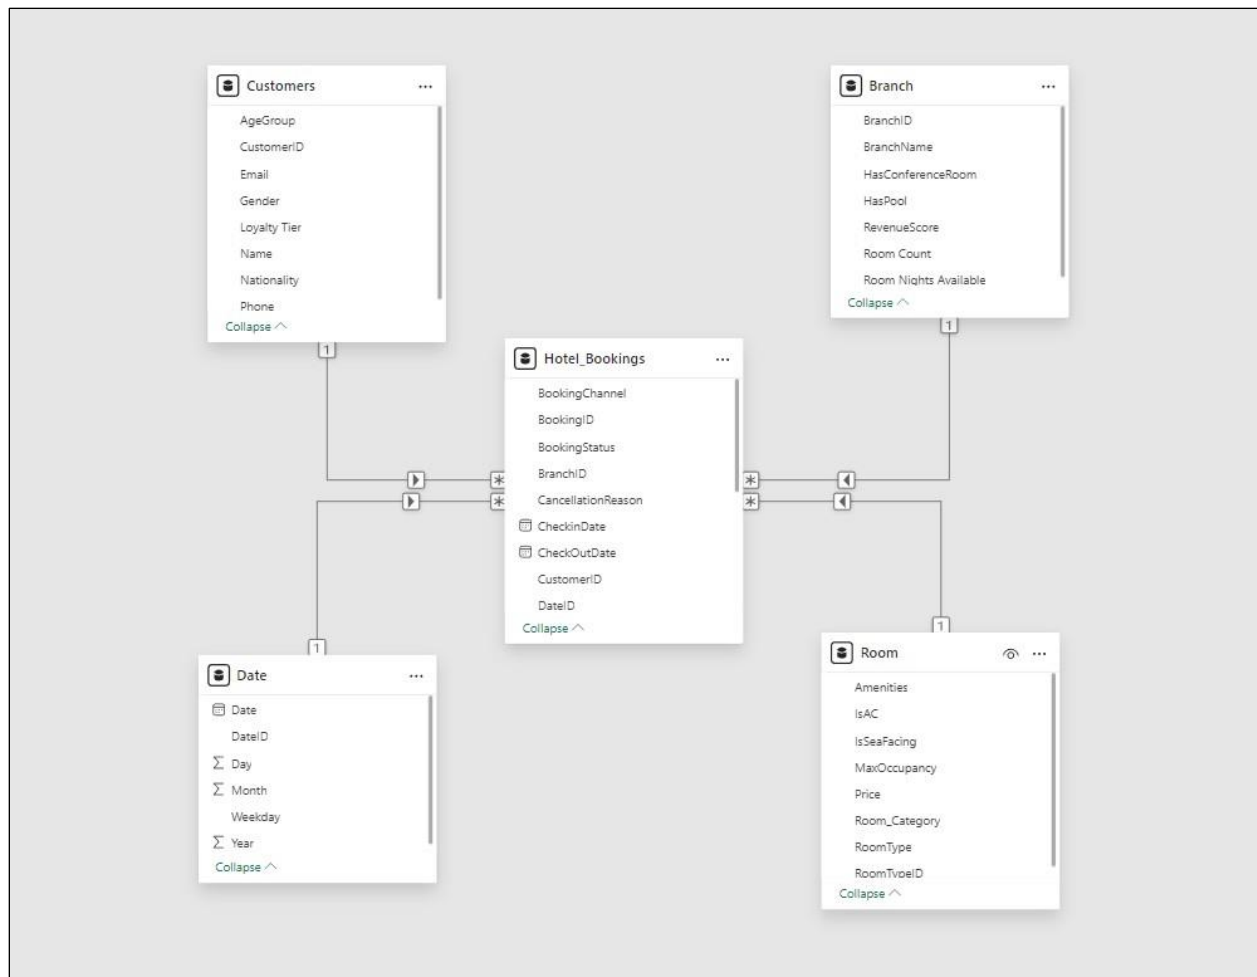 Customers
AgeGroup
CustomerID
Email
Gender
Loyalty Tier
Name
Nationality
Phone
Collapse
1
Branch
BranchID
BranchName
HasConferenceRoom
HasPool
RevenueScore
Room Count
Room Nights Available
Collapse
1
Hotel_Bookings
BookingChannel
BookingID
BookingStatus
BranchID
CancellationReason
CheckinDate
CheckOutDate
CustomerID
DateID
Collapse
*
*
*
*
1
Date
Date
DateID
Σ Day
Σ Month
Weekday
Σ Year
Collapse
1
Room
Amenities
IsAC
IsSeaFacing
MaxOccupancy
Price
Room_Category
RoomType
RoomTypeID
Collapse